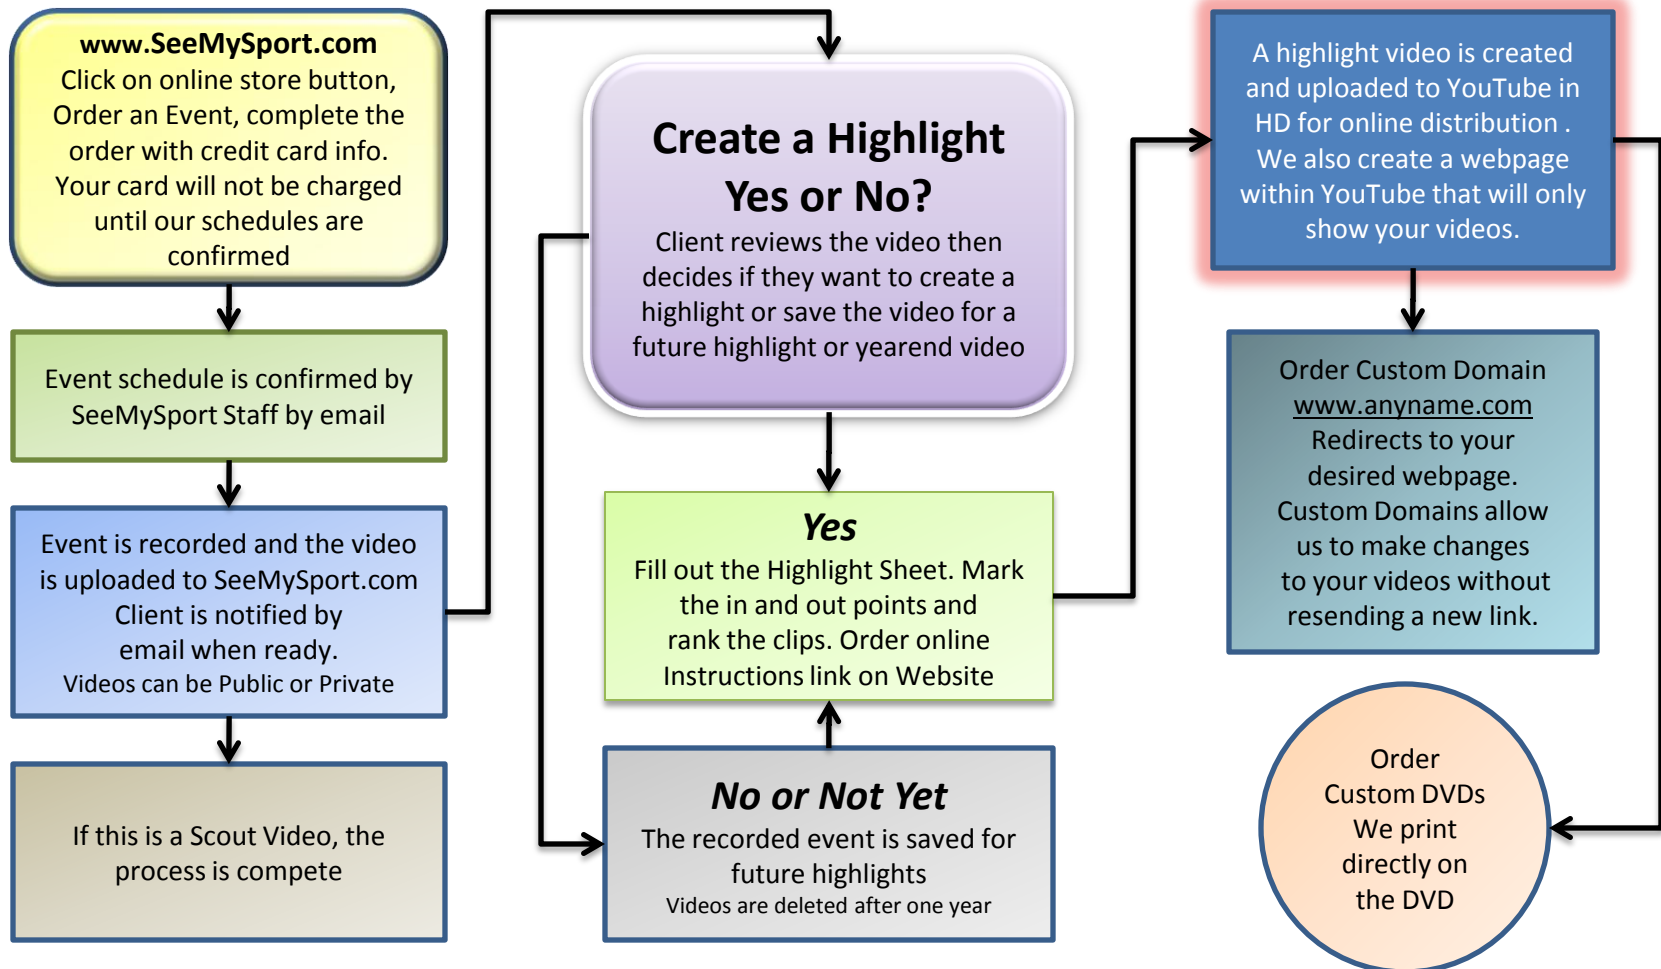 www.SeeMySport.com
Click on online store button,
Order an Event, complete the
order with credit card info.
Your card will not be charged
until our schedules are
confirmed
Event schedule is confirmed by
SeeMySport Staff by email
Event is recorded and the video
is uploaded to SeeMySport.com
Client is notified by
email when ready.
Videos can be Public or Private
If this is a Scout Video, the
process is compete
Create a Highlight
Yes or No?
Client reviews the video then
decides if they want to create a
highlight or save the video for a
future highlight or yearend video
Yes
Fill out the Highlight Sheet. Mark
the in and out points and
rank the clips. Order online
Instructions link on Website
No or Not Yet
The recorded event is saved for
future highlights
Videos are deleted after one year
A highlight video is created
and uploaded to YouTube in
HD for online distribution .
We also create a webpage
within YouTube that will only
show your videos.
Order Custom Domain
www.anyname.com
Redirects to your
desired webpage.
Custom Domains allow
us to make changes
to your videos without
resending a new link.
Order
Custom DVDs
We print
directly on
the DVD